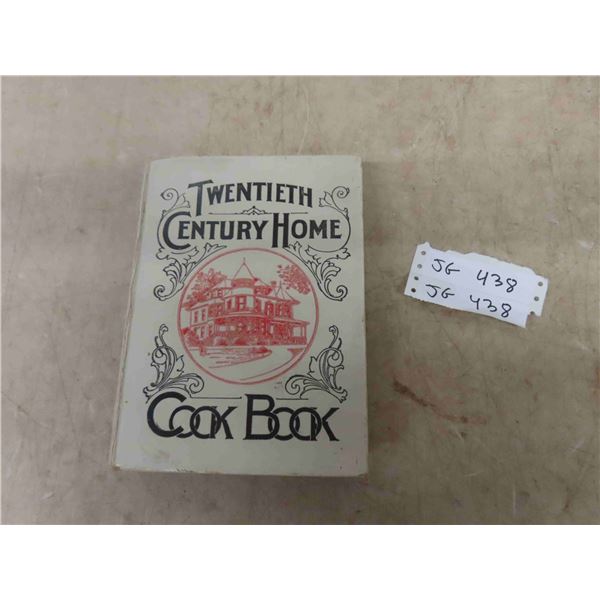 TWENTIETH
CENTURY HOME
COOK BOOK
JG 438
JG 438